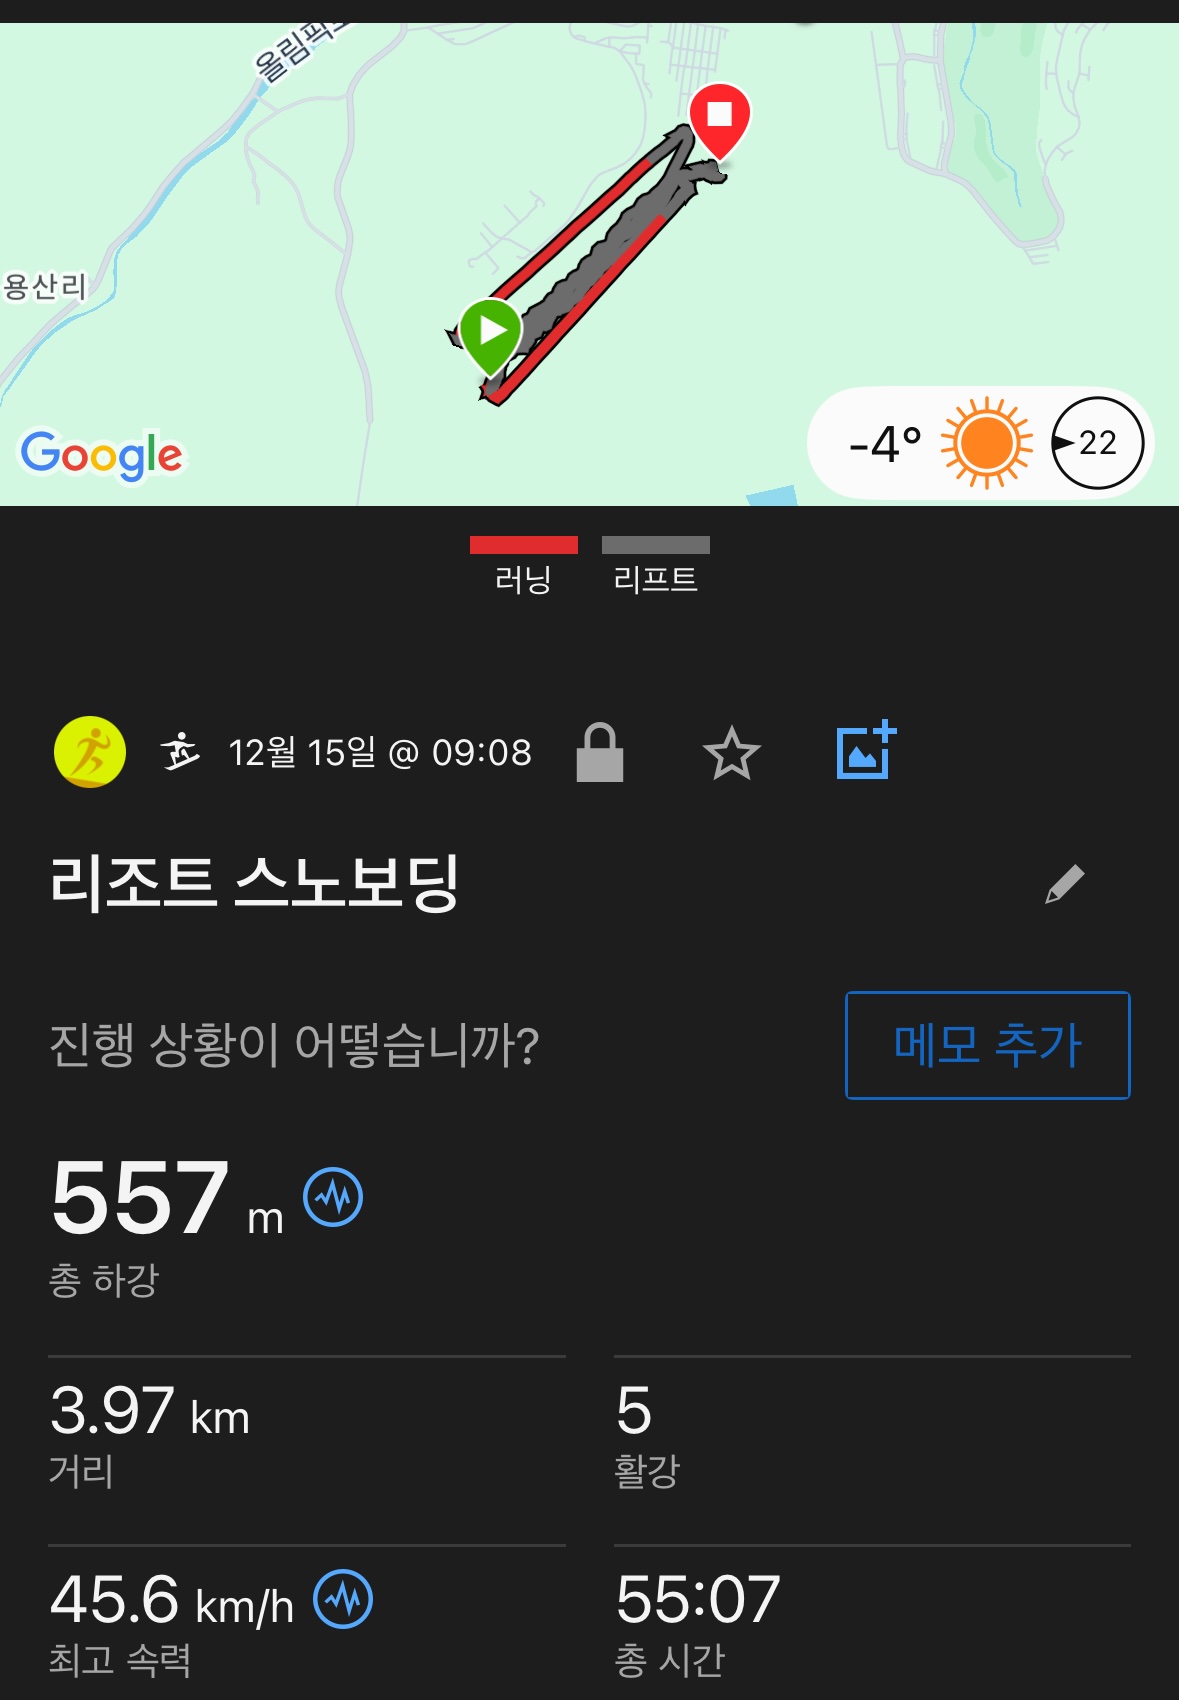 올림픽로
용산리
Google
-4°
22
러닝
리프트
12월 15일 @ 09:08
리조트 스노보딩
진행 상황이 어떻습니까?
메모 추가
557 m
총 하강
3.97 km
거리
5
활강
45.6 km/h
최고 속력
55:07
총 시간